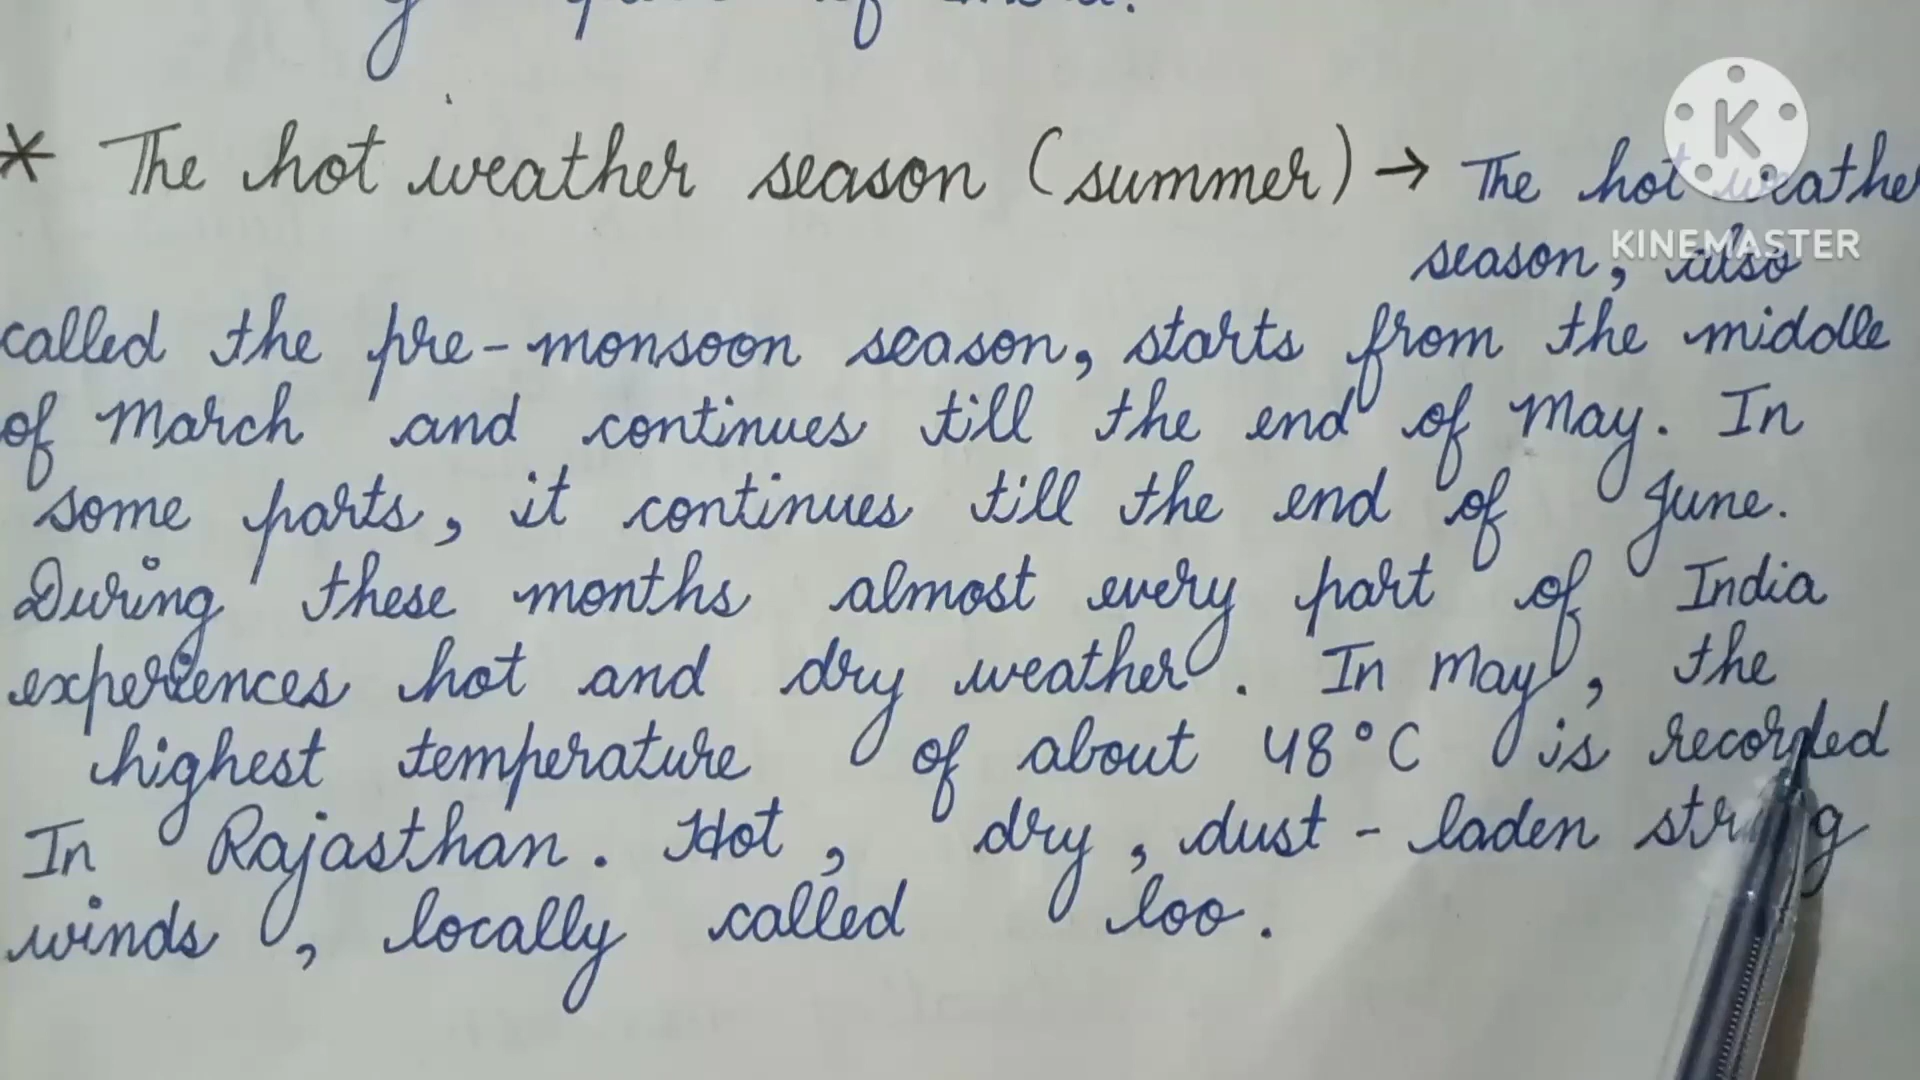 of
* The hot weather season (summer) → The hot weathe
season, also
called the pre-monsoon season, starts from the middle
of March and continues till the end of May. In
some parts, it continues till the end of June.
During these months almost every part of India
experiences hot and dry weather. In May, the
highest temperature of about 48°C is recorded
In Rajasthan. Hot, dry, dust-laden strong
winds, locally called loo.
K
KINEMASTER